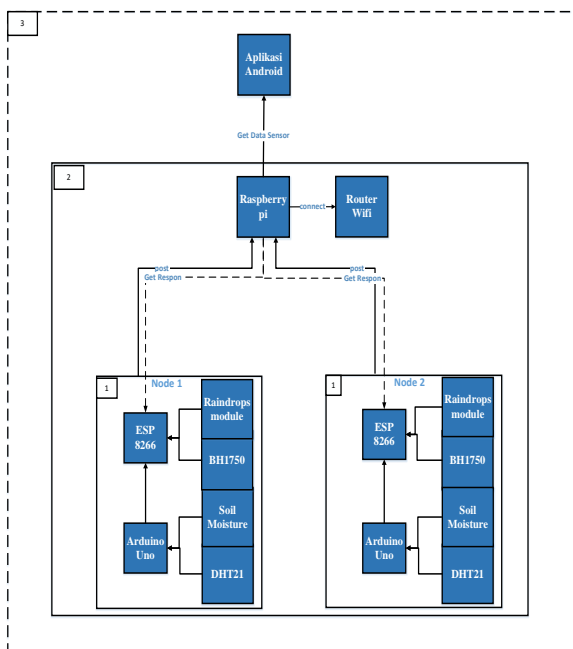 3
Aplikasi
Android
Get Data Sensor
2
Raspberry
pi
connect
Router
Wifi
post
Get Respon
post
Get Respon
1
Node 1
Raindrops
module
ESP
8266
BH1750
Soil
Moisture
Arduino
Uno
DHT21
1
Node 2
Raindrops
module
ESP
8266
BH1750
Soil
Moisture
Arduino
Uno
DHT21